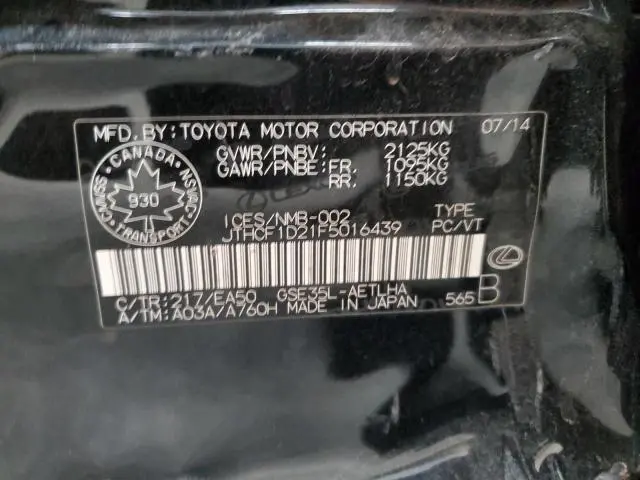 MFD. BY: TOYOTA MOTOR CORPORATION 07/14
GVWR/PNBV: 2125KG
GAWR/PNBE: FR. 1095KG
RR. 1150KG
CANADA
930
TRANSPORT
ICES/NMB-002 TYPE
JTHCF1D21F5016439 PC/VT
C/TR: 217/EA50 GSE35L-AETLHA
A/TM: A03A/A760H MADE IN JAPAN 565 B